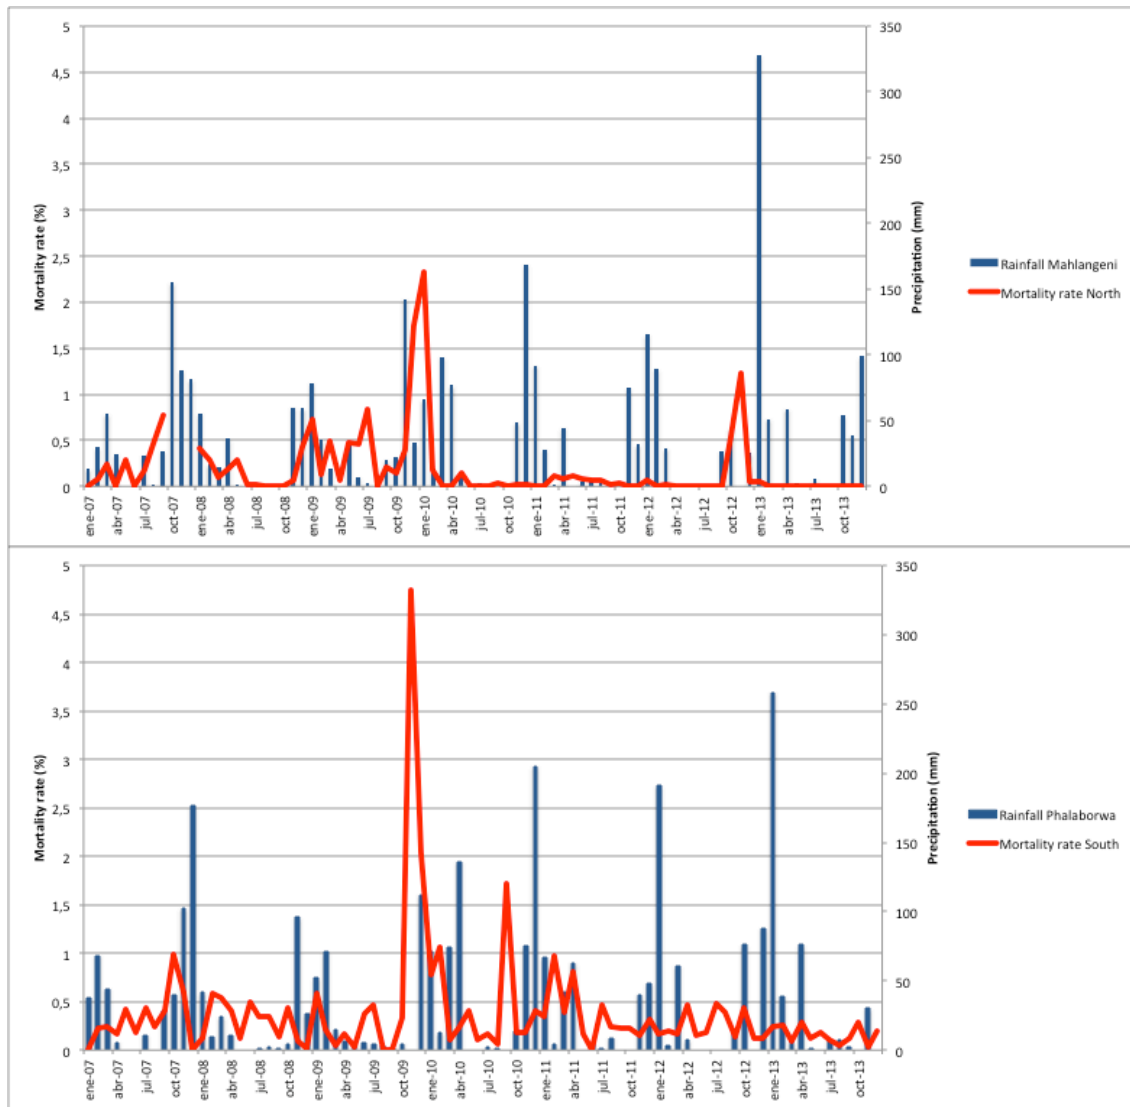 5
4,5
4
3,5
3
2,5
2
1,5
1
0,5
0
Mortality rate (%)
350
300
250
200
150
100
50
0
Precipitation (mm)
ene-07
abr-07
jul-07
oct-07
ene-08
abr-08
jul-08
oct-08
ene-09
abr-09
jul-09
oct-09
ene-10
abr-10
jul-10
oct-10
ene-11
abr-11
jul-11
oct-11
ene-12
abr-12
jul-12
oct-12
ene-13
abr-13
jul-13
oct-13
Rainfall Mahlangeni
Mortality rate North
5
4,5
4
3,5
3
2,5
2
1,5
1
0,5
0
Mortality rate (%)
350
300
250
200
150
100
50
0
Precipitation (mm)
ene-07
abr-07
jul-07
oct-07
ene-08
abr-08
jul-08
oct-08
ene-09
abr-09
jul-09
oct-09
ene-10
abr-10
jul-10
oct-10
ene-11
abr-11
jul-11
oct-11
ene-12
abr-12
jul-12
oct-12
ene-13
abr-13
jul-13
oct-13
Rainfall Phalaborwa
Mortality rate South